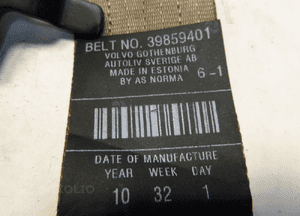 BELT NO. 39859401
VOLVO GOTHENBURG
AUTOLIV SVERIGE AB
MADE IN ESTONIA
BY AS NORMA 6-1
DATE OF MANUFACTURE
YEAR WEEK DAY
10 32 1